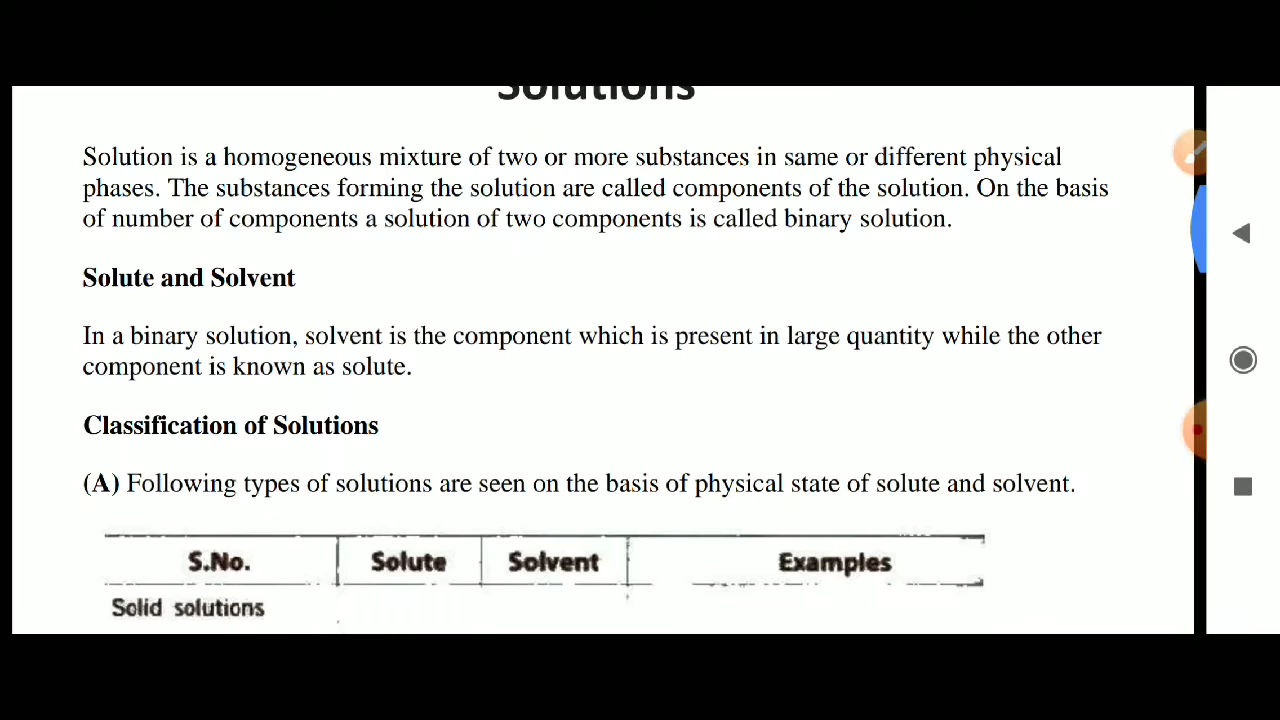 Solutions
Solution is a homogeneous mixture of two or more substances in same or different physical
phases. The substances forming the solution are called components of the solution. On the basis
of number of components a solution of two components is called binary solution.
Solute and Solvent
In a binary solution, solvent is the component which is present in large quantity while the other
component is known as solute.
Classification of Solutions
(A) Following types of solutions are seen on the basis of physical state of solute and solvent.
S.No. Solute Solvent Examples
Solid solutions